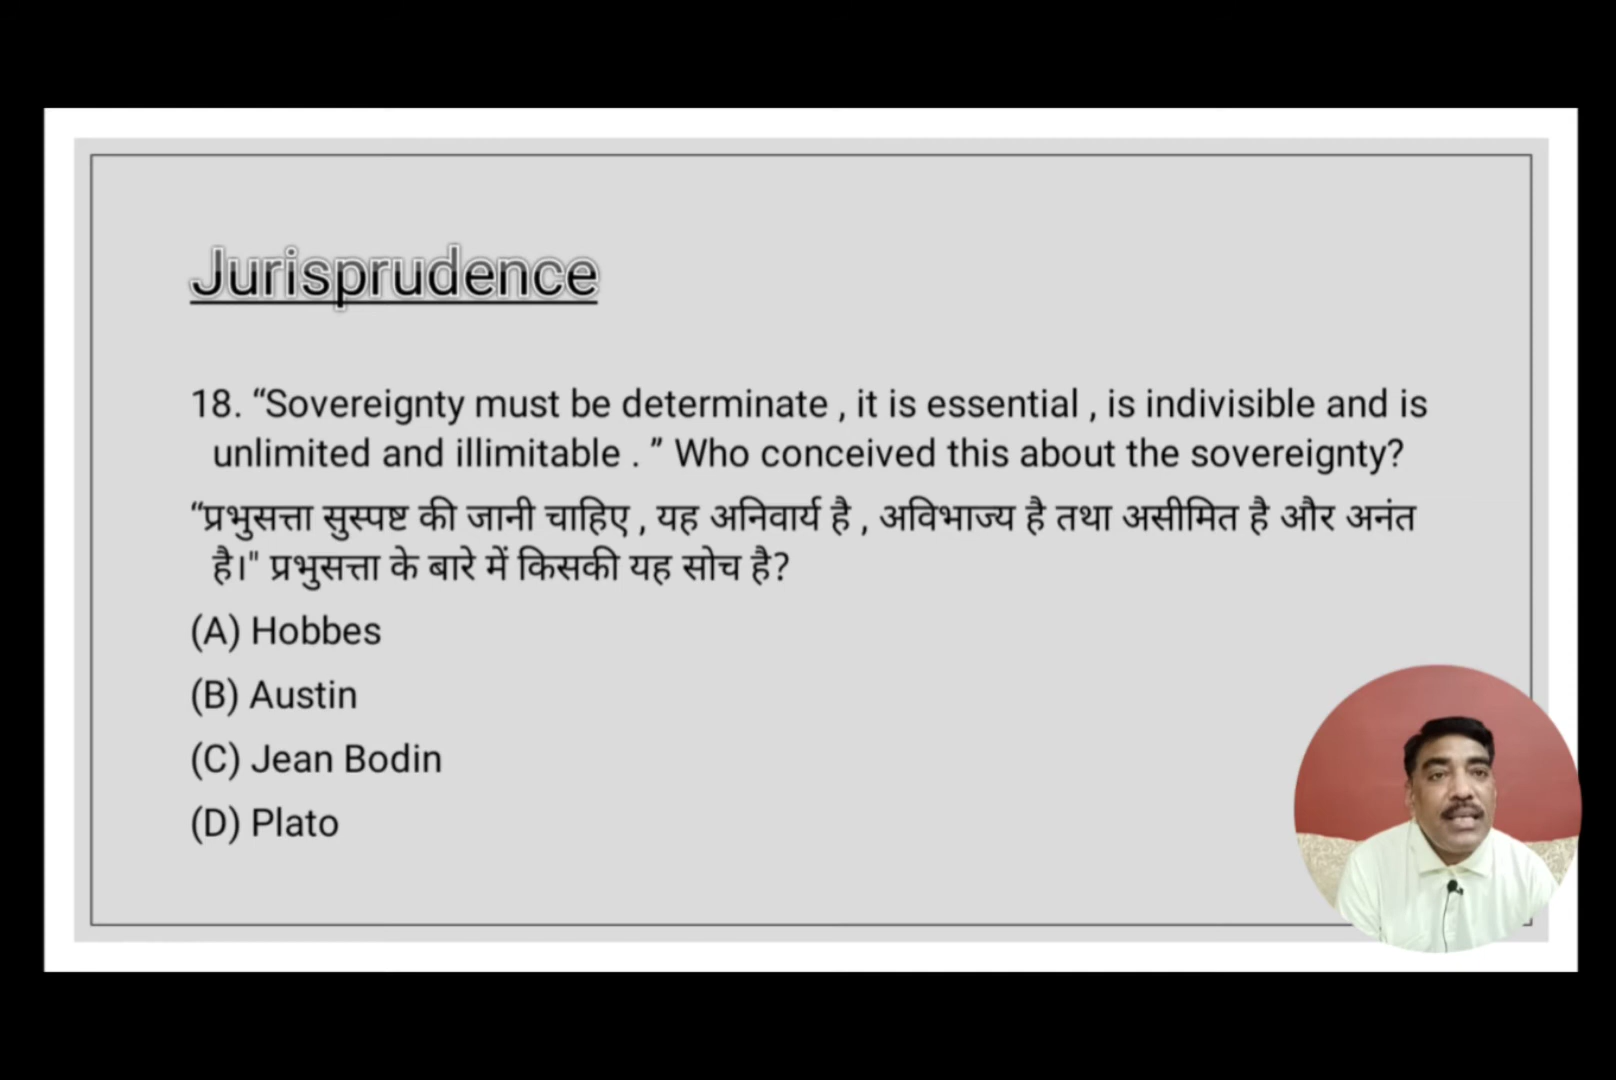 Jurisprudence
18. “Sovereignty must be determinate , it is essential , is indivisible and is
unlimited and illimitable . ” Who conceived this about the sovereignty?
“प्रभुसत्ता सुस्पष्ट की जानी चाहिए , यह अनिवार्य है , अविभाज्य है तथा असीमित है और अनंत
है।" प्रभुसत्ता के बारे में किसकी यह सोच है?
(A) Hobbes
(B) Austin
(C) Jean Bodin
(D) Plato